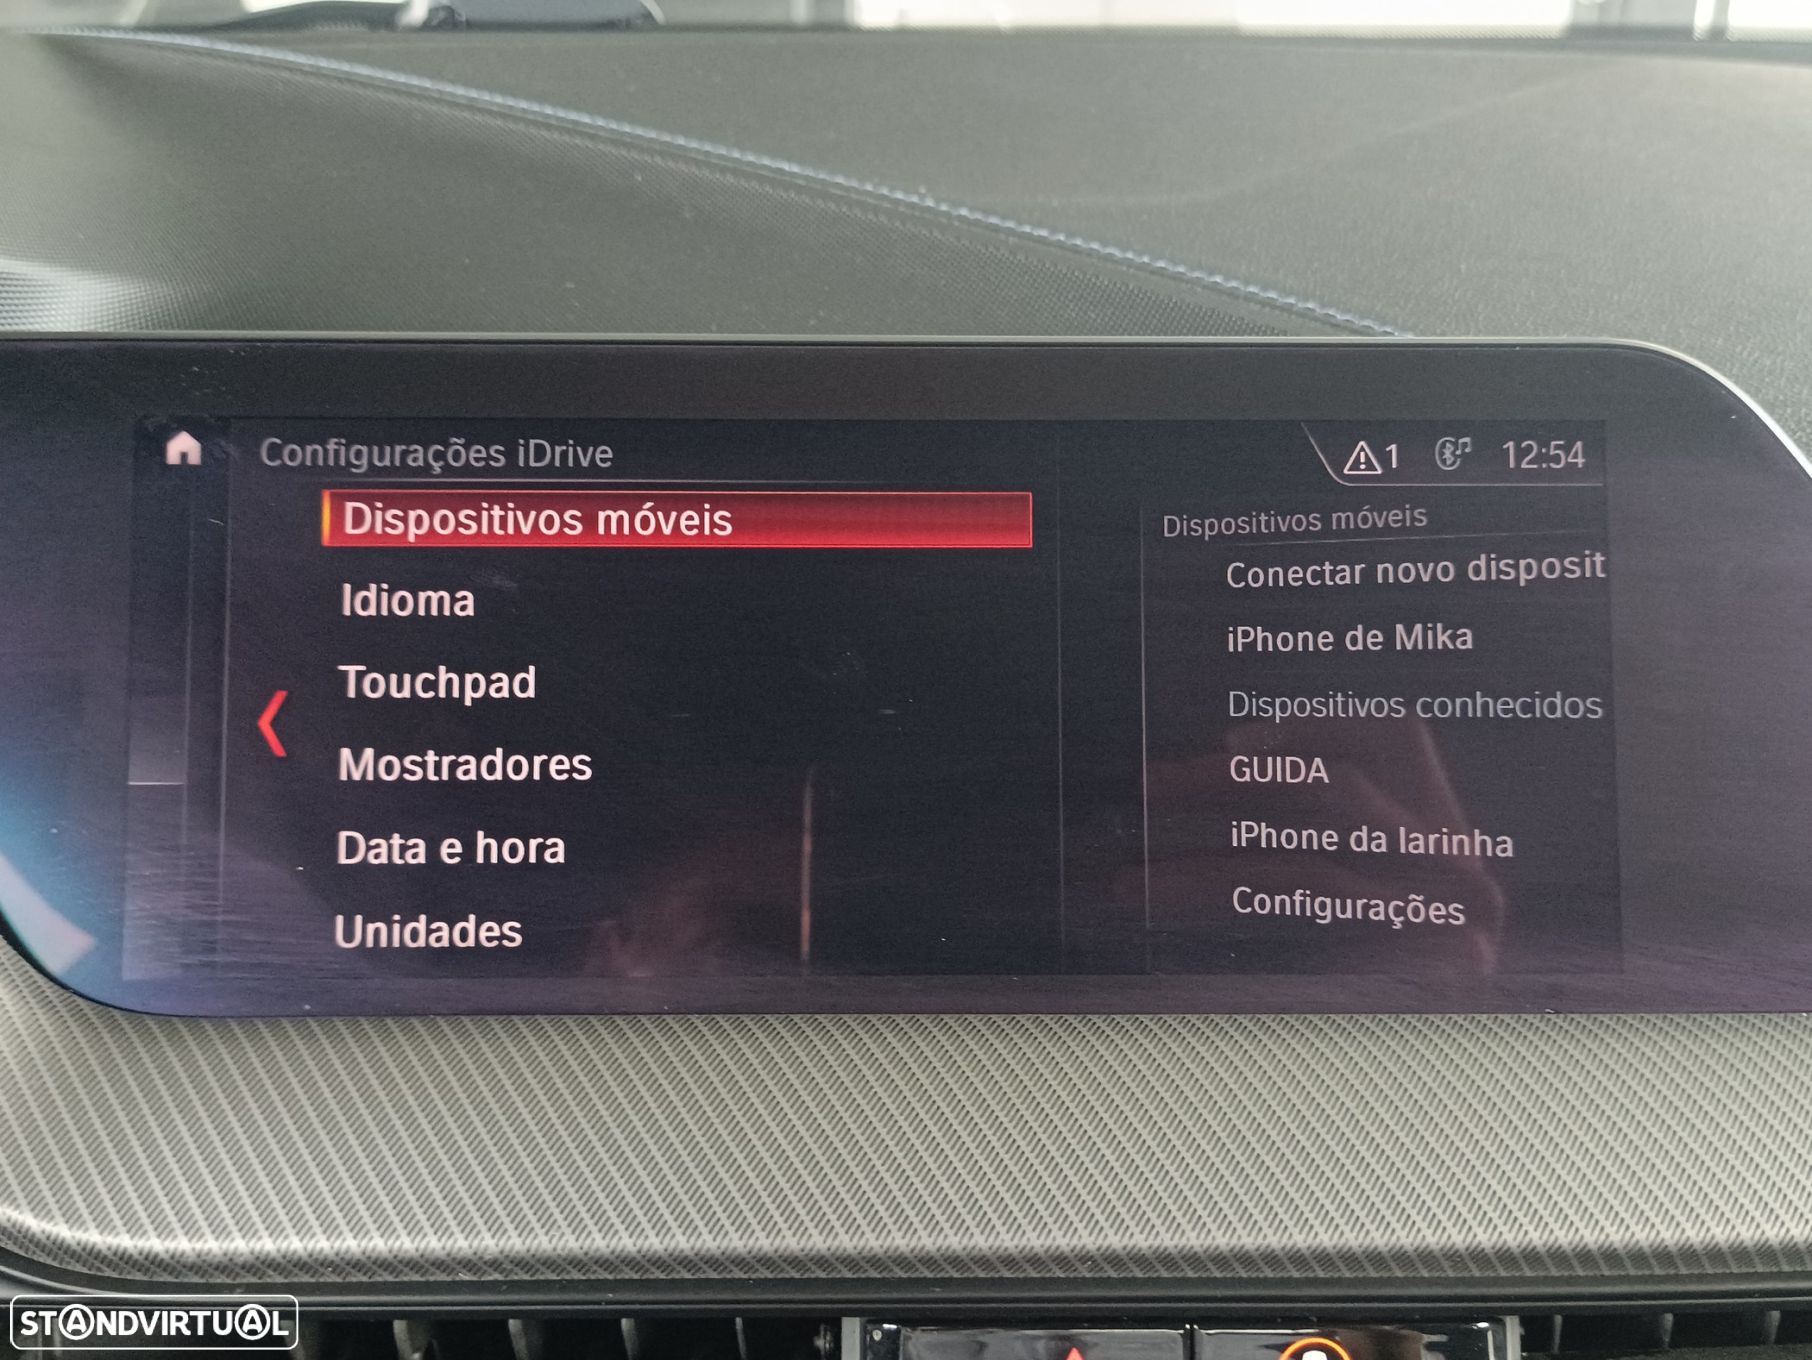 Configurações iDrive
1 12:54
Dispositivos móveis
Idioma
Touchpad
Mostradores
Data e hora
Unidades
Dispositivos móveis
Conectar novo disposit
iPhone de Mika
Dispositivos conhecidos
GUIDA
iPhone da larinha
Configurações
STANDVIRTUAL